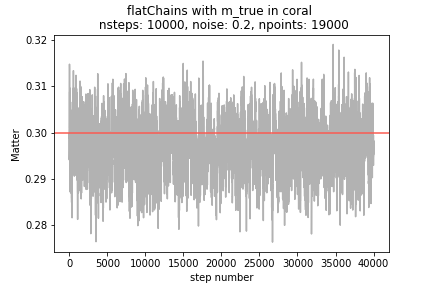 flatChains with m_true in coral
nsteps: 10000, noise: 0.2, npoints: 19000
0.32
0.31
0.30
0.29
0.28
Matter
0 5000 10000 15000 20000 25000 30000 35000 40000
step number